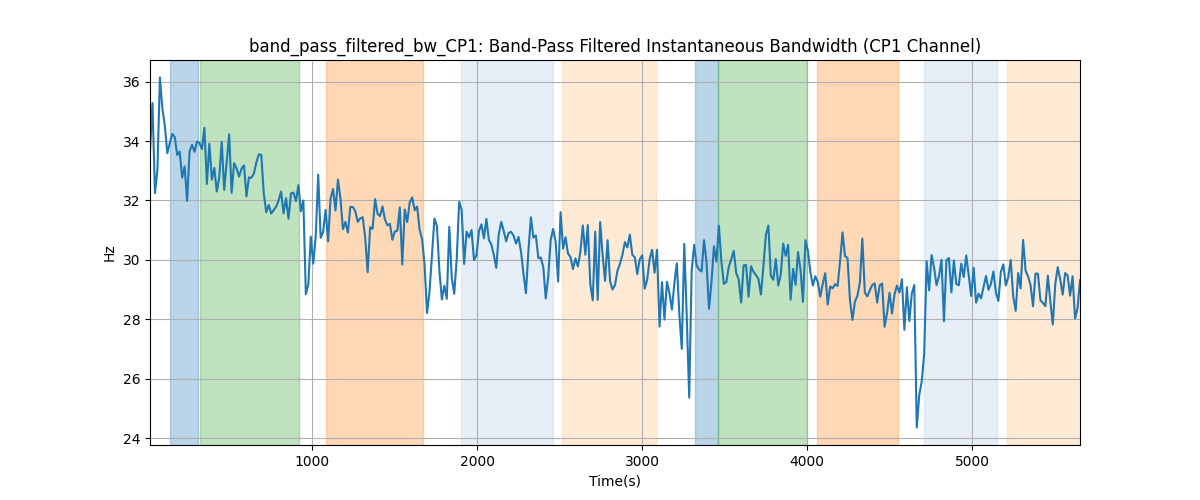 band_pass_filtered_bw_CP1: Band-Pass Filtered Instantaneous Bandwidth (CP1 Channel)
36
34
32
30
28
26
24
Hz
1000 2000 3000 4000 5000
Time(s)